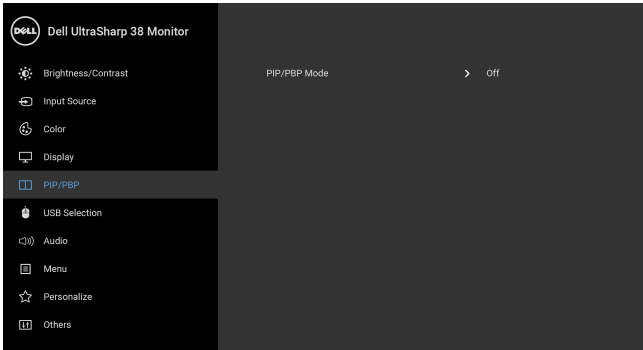 DELL Dell UltraSharp 38 Monitor
Brightness/Contrast PIP/PBP Mode Off
Input Source
Color
Display
PIP/PBP
USB Selection
Audio
Menu
Personalize
Others